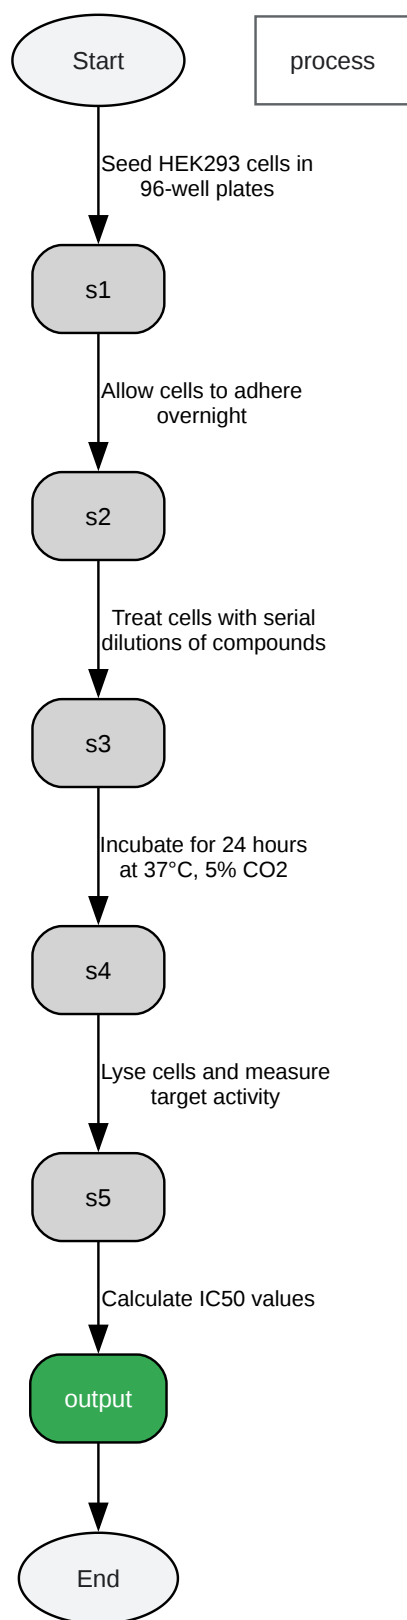 Start
process
Seed HEK293 cells in
96-well plates
s1
Allow cells to adhere
overnight
s2
Treat cells with serial
dilutions of compounds
s3
Incubate for 24 hours
at 37°C, 5% CO2
s4
Lyse cells and measure
target activity
s5
Calculate IC50 values
output
End